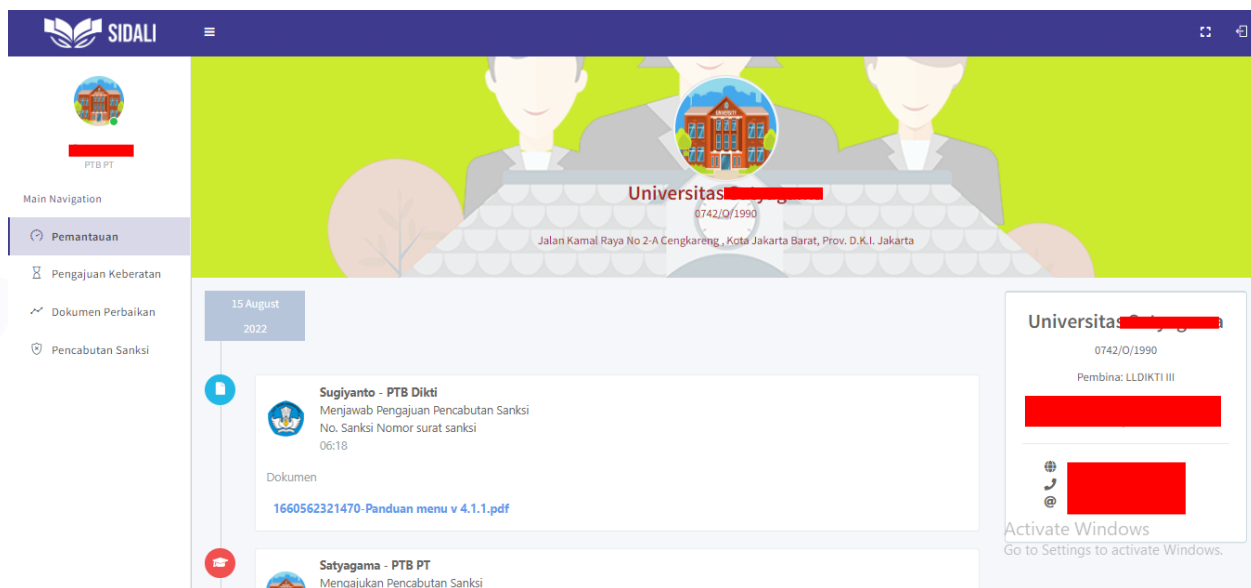 SIDALI
PTB PT
Main Navigation
Pemantauan
Pengajuan Keberatan
Dokumen Perbaikan
Pencabutan Sanksi
UNIVERSITY
Universitas
0742/O/1990
Jalan Kamal Raya No 2-A Cengkareng , Kota Jakarta Barat, Prov. D.K.I. Jakarta
15 August
2022
Sugiyanto - PTB Dikti
Menjawab Pengajuan Pencabutan Sanksi
No. Sanksi Nomor surat sanksi
06:18
Dokumen
1660562321470-Panduan menu v 4.1.1.pdf
Satyagama - PTB PT
Mengajukan Pencabutan Sanksi
Universitas
0742/O/1990
Pembina: LLDIKTI III
Activate Windows
Go to Settings to activate Windows.